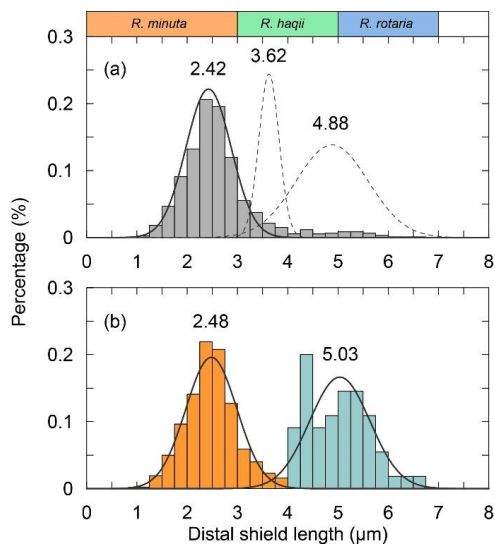 R. minuta R. haqii R. rotaria
0.3
(a)
3.62
2.42
4.88
0.2
0.1
0
0 1 2 3 4 5 6 7 8
Percentage (%)
0.3
(b)
2.48
5.03
0.2
0.1
0
0 1 2 3 4 5 6 7 8
Distal shield length (μm)